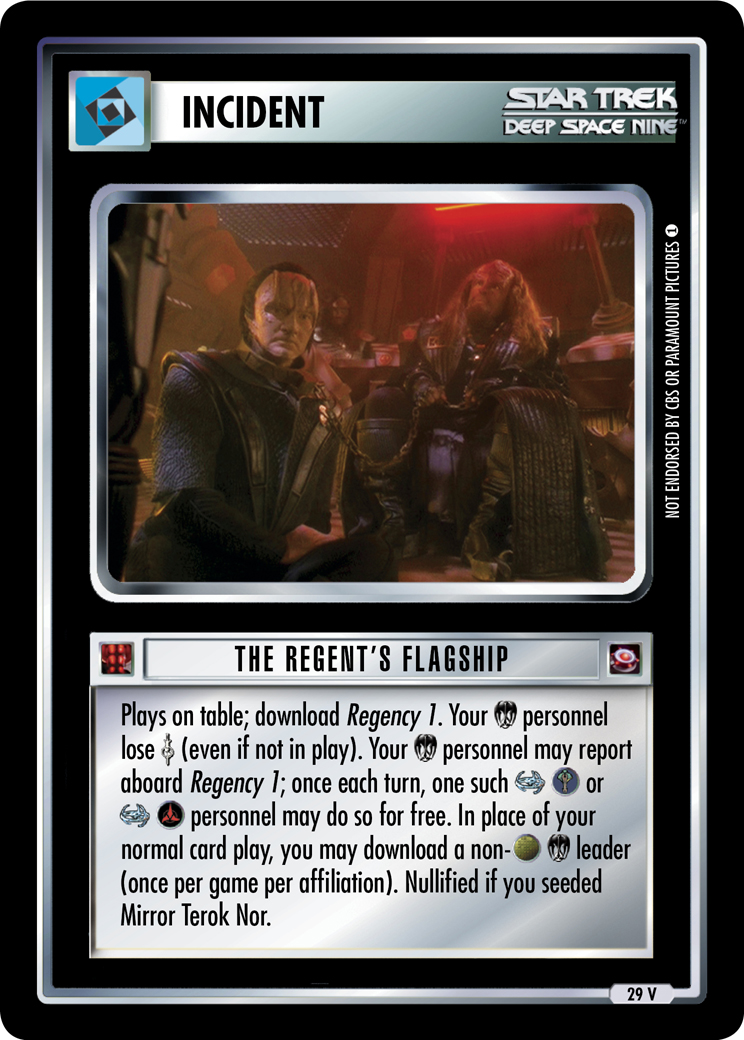 INCIDENT
STAR TREK
DEEP SPACE NINE™
NOT ENDORSED BY CBS OR PARAMOUNT PICTURES 1
THE REGENT'S FLAGSHIP
Plays on table; download Regency 1. Your personnel
lose (even if not in play). Your personnel may report
aboard Regency 1; once each turn, one such or
personnel may do so for free. In place of your
normal card play, you may download a non- leader
(once per game per affiliation). Nullified if you seeded
Mirror Terok Nor.
29 V